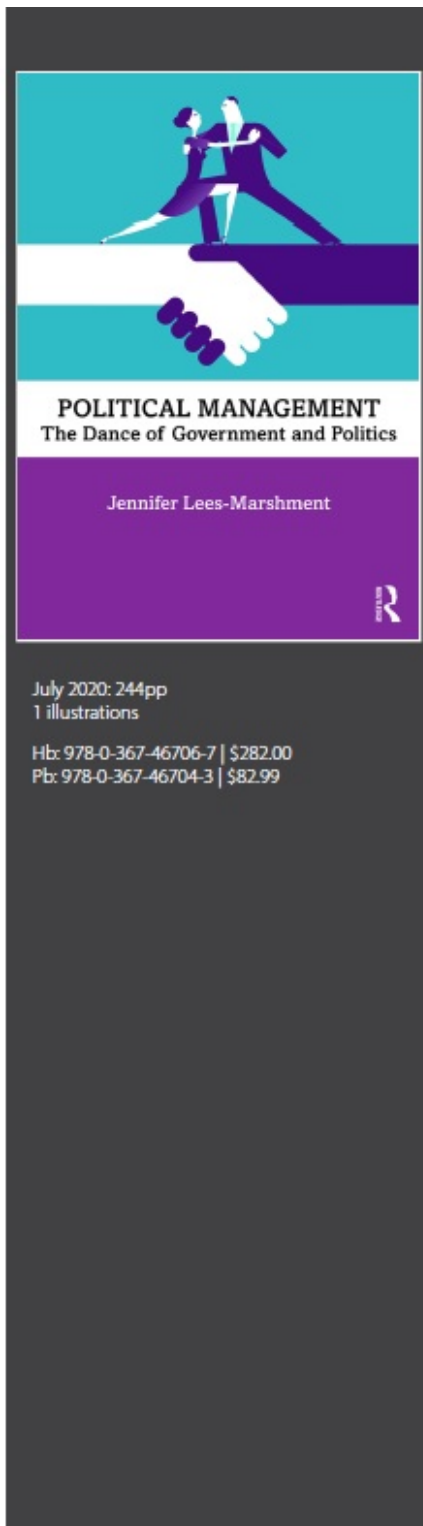 POLITICAL MANAGEMENT
The Dance of Government and Politics
Jennifer Lees-Marshment
R
July 2020: 244pp
1 illustrations
Hb: 978-0-367-46706-7 | $282.00
Pb: 978-0-367-46704-3 | $82.99